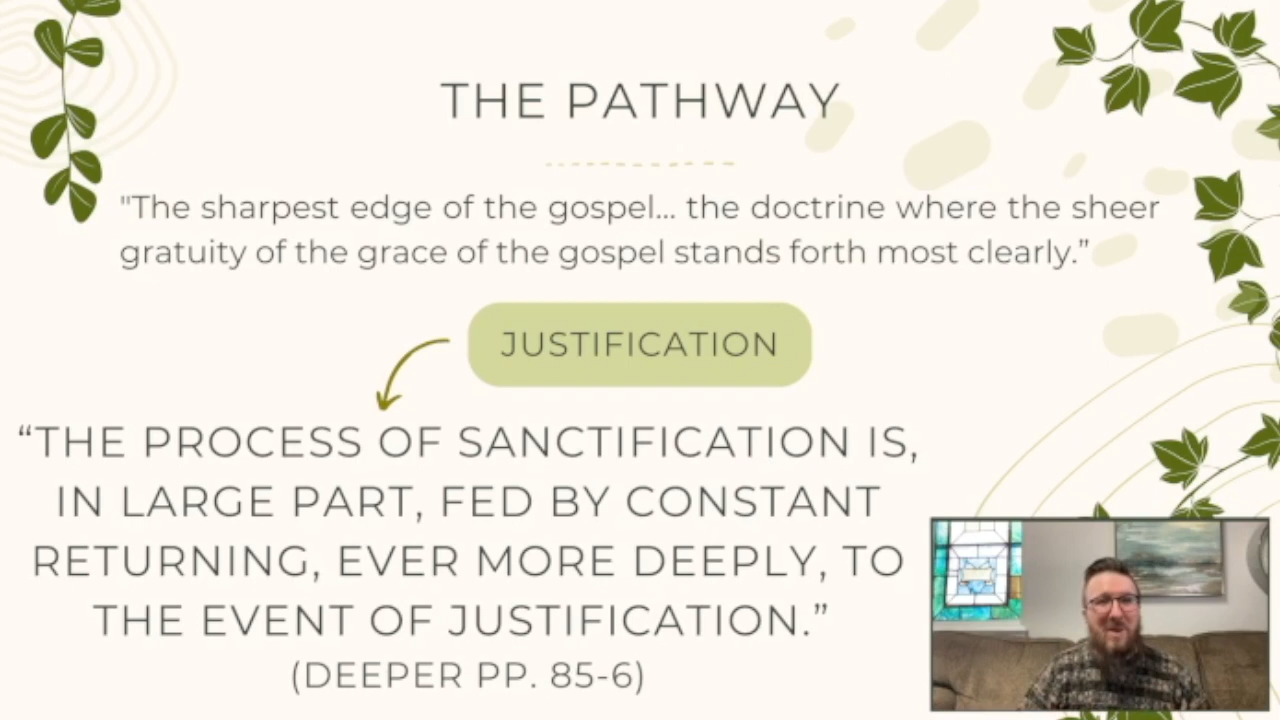 THE PATHWAY
"The sharpest edge of the gospel... the doctrine where the sheer
gratuity of the grace of the gospel stands forth most clearly.”
JUSTIFICATION
“THE PROCESS OF SANCTIFICATION IS,
IN LARGE PART, FED BY CONSTANT
RETURNING, EVER MORE DEEPLY, TO
THE EVENT OF JUSTIFICATION.”
(DEEPER PP. 85-6)